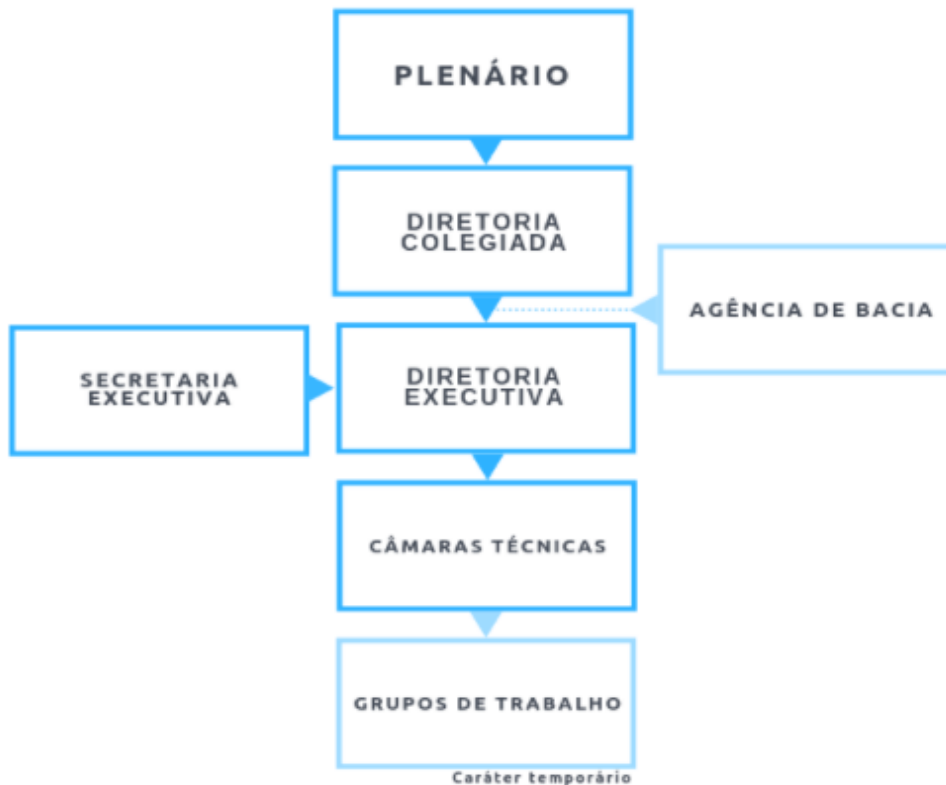 PLENÁRIO
DIRETORIA
COLEGIADA
AGÊNCIA DE BACIA
SECRETARIA
EXECUTIVA
DIRETORIA
EXECUTIVA
CÂMARAS TÉCNICAS
GRUPOS DE TRABALHO
Caráter temporário